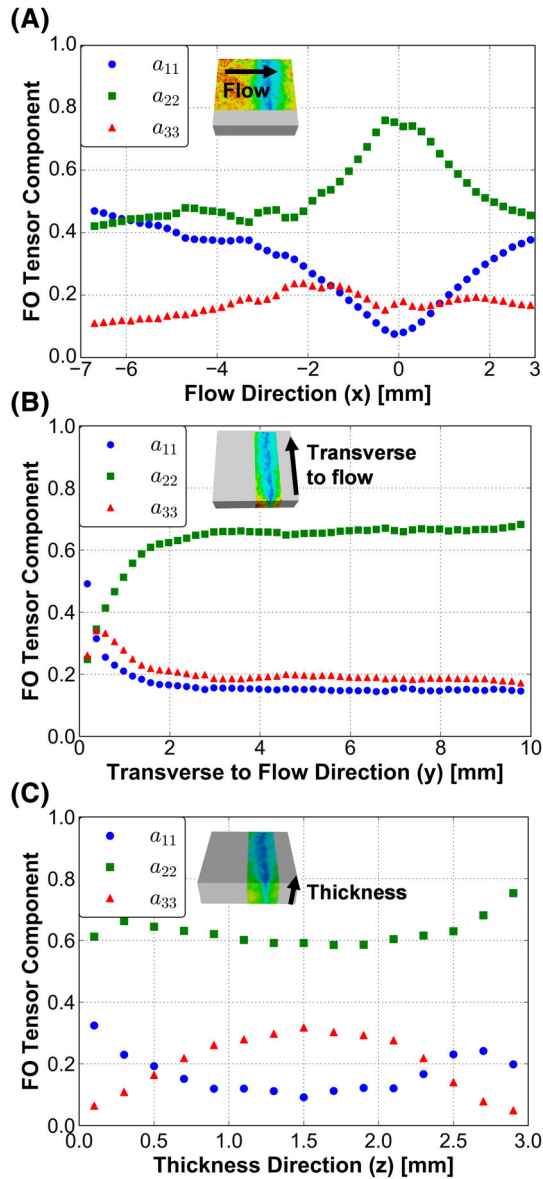 (A)
1.0
0.8
0.6
0.4
0.2
0.0
FO Tensor Component
a11
a22
a33
Flow
−7
−6
−4
−2
0
2
3
Flow Direction (x) [mm]
(B)
1.0
0.8
0.6
0.4
0.2
0.0
FO Tensor Component
a11
a22
a33
Transverse
to flow
0
2
4
6
8
10
Transverse to Flow Direction (y) [mm]
(C)
1.0
0.8
0.6
0.4
0.2
0.0
FO Tensor Component
a11
a22
a33
Thickness
0.0
0.5
1.0
1.5
2.0
2.5
3.0
Thickness Direction (z) [mm]